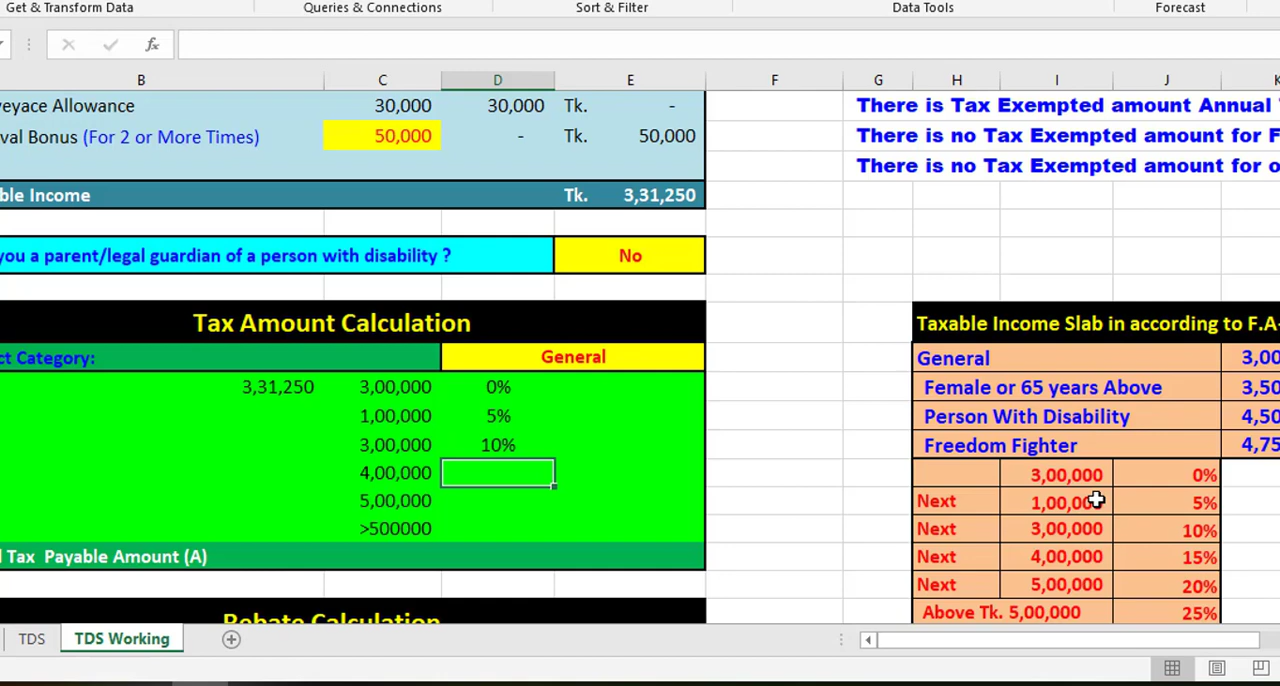 Get & Transform Data Queries & Connections Sort & Filter Data Tools Forecast
fx
B C D E F G H I J K
eyace Allowance 30,000 30,000 Tk. -
There is Tax Exempted amount Annual
val Bonus (For 2 or More Times) 50,000 - Tk. 50,000
There is no Tax Exempted amount for F
There is no Tax Exempted amount for o
ble Income Tk. 3,31,250
you a parent/legal guardian of a person with disability ? No
Tax Amount Calculation
Taxable Income Slab in according to F.A-
ct Category: General
General 3,00
3,31,250 3,00,000 0%
Female or 65 years Above 3,50
1,00,000 5%
Person With Disability 4,50
3,00,000 10%
Freedom Fighter 4,75
4,00,000
3,00,000 0%
5,00,000
Next 1,00,00 5%
>500000
Next 3,00,000 10%
Tax Payable Amount (A)
Next 4,00,000 15%
Next 5,00,000 20%
Rebate Calculation
Above Tk. 5,00,000 25%
TDS TDS Working